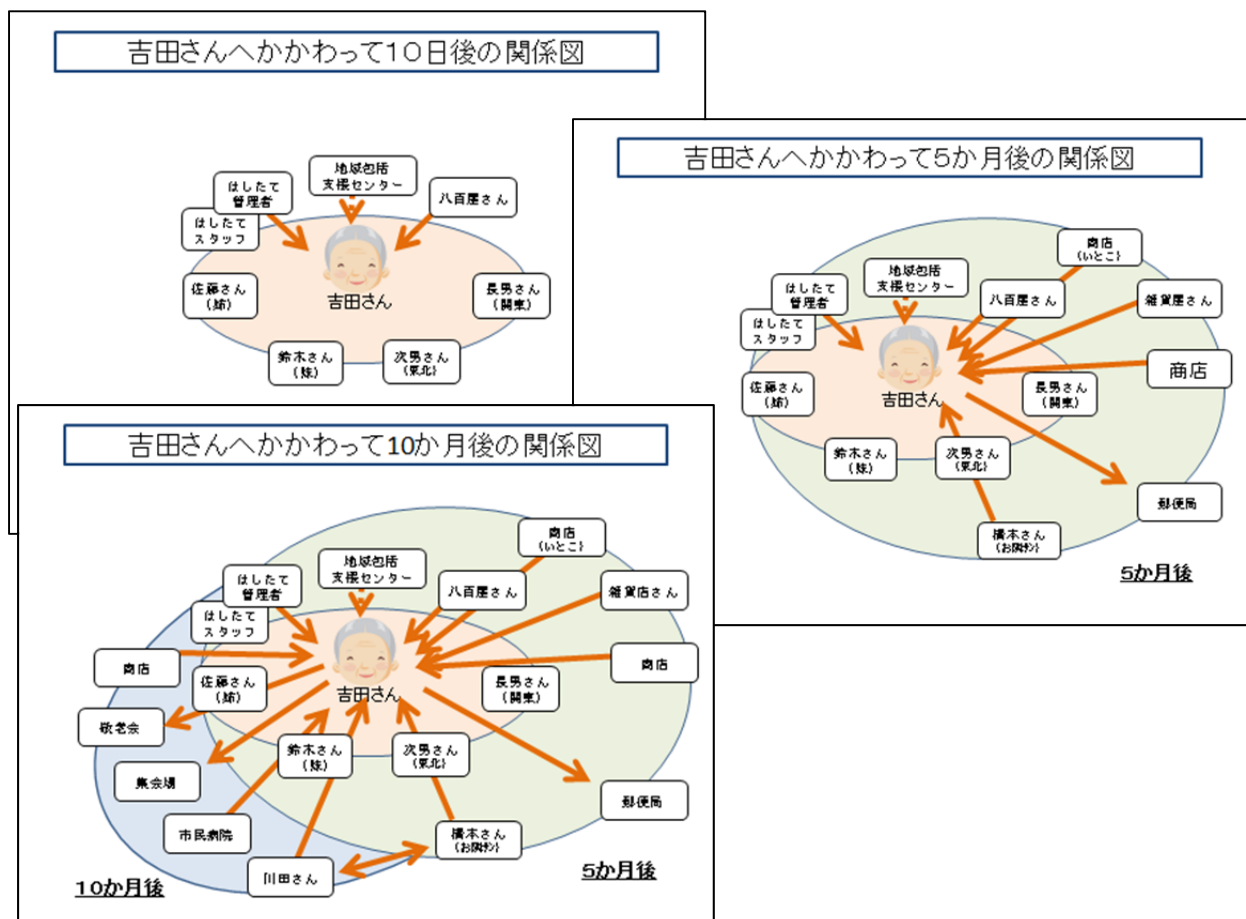 吉田さんへかかわって10日後の関係図
地域包括
支援センター
はしたて
管理者
八百屋さん
はしたて
スタッフ
佐藤さん
(姉)
長男さん
(関東)
吉田さん
鈴木さん
(妹)
次男さん
(東北)
吉田さんへかかわって5か月後の関係図
商店
(いとこ)
地域包括
支援センター
はしたて
管理者
八百屋さん
雑貨屋さん
はしたて
スタッフ
商店
佐藤さん
(姉)
長男さん
(関東)
吉田さん
鈴木さん
(妹)
次男さん
(東北)
郵便局
橋本さん
(お隣さん)
5か月後
吉田さんへかかわって10か月後の関係図
商店
(いとこ)
地域包括
支援センター
はしたて
管理者
八百屋さん
雑貨店さん
はしたて
スタッフ
商店
商店
佐藤さん
(姉)
長男さん
(関東)
吉田さん
敬老会
鈴木さん
(妹)
次男さん
(東北)
集会場
郵便局
市民病院
橋本さん
(お隣さん)
川田さん
5か月後
10か月後